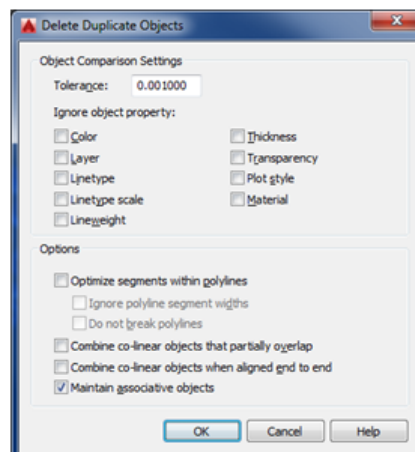 Delete Duplicate Objects
Object Comparison Settings
Tolerance: 0.001000
Ignore object property:
Color
Thickness
Layer
Transparency
Linetype
Plot style
Linetype scale
Material
Lineweight
Options
Optimize segments within polylines
Ignore polyline segment widths
Do not break polylines
Combine co-linear objects that partially overlap
Combine co-linear objects when aligned end to end
Maintain associative objects
OK Cancel Help